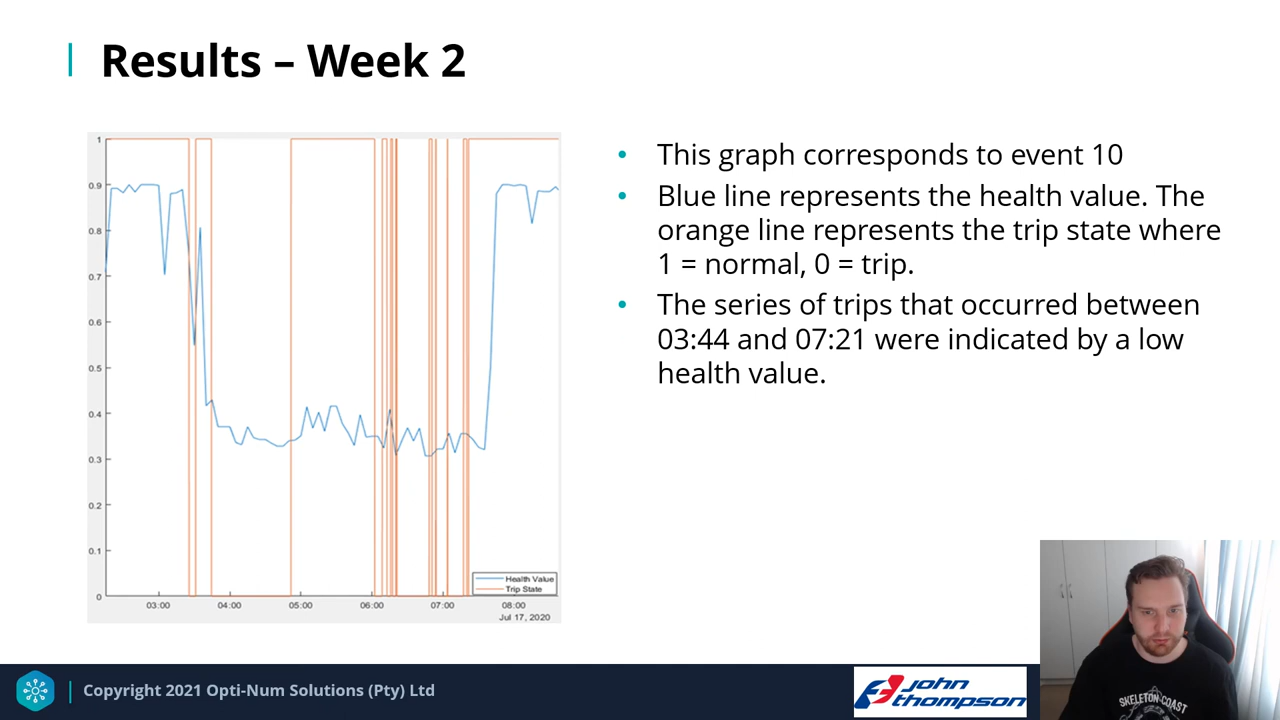 Results – Week 2
1
0.9
0.8
0.7
0.6
0.5
0.4
0.3
0.2
0.1
0
03:00 04:00 05:00 06:00 07:00 08:00
Jul 17, 2020
Health Value
Trip State
• This graph corresponds to event 10
• Blue line represents the health value. The
orange line represents the trip state where
1 = normal, 0 = trip.
• The series of trips that occurred between
03:44 and 07:21 were indicated by a low
health value.
Copyright 2021 Opti-Num Solutions (Pty) Ltd
john
thompson
SKELETON COAST